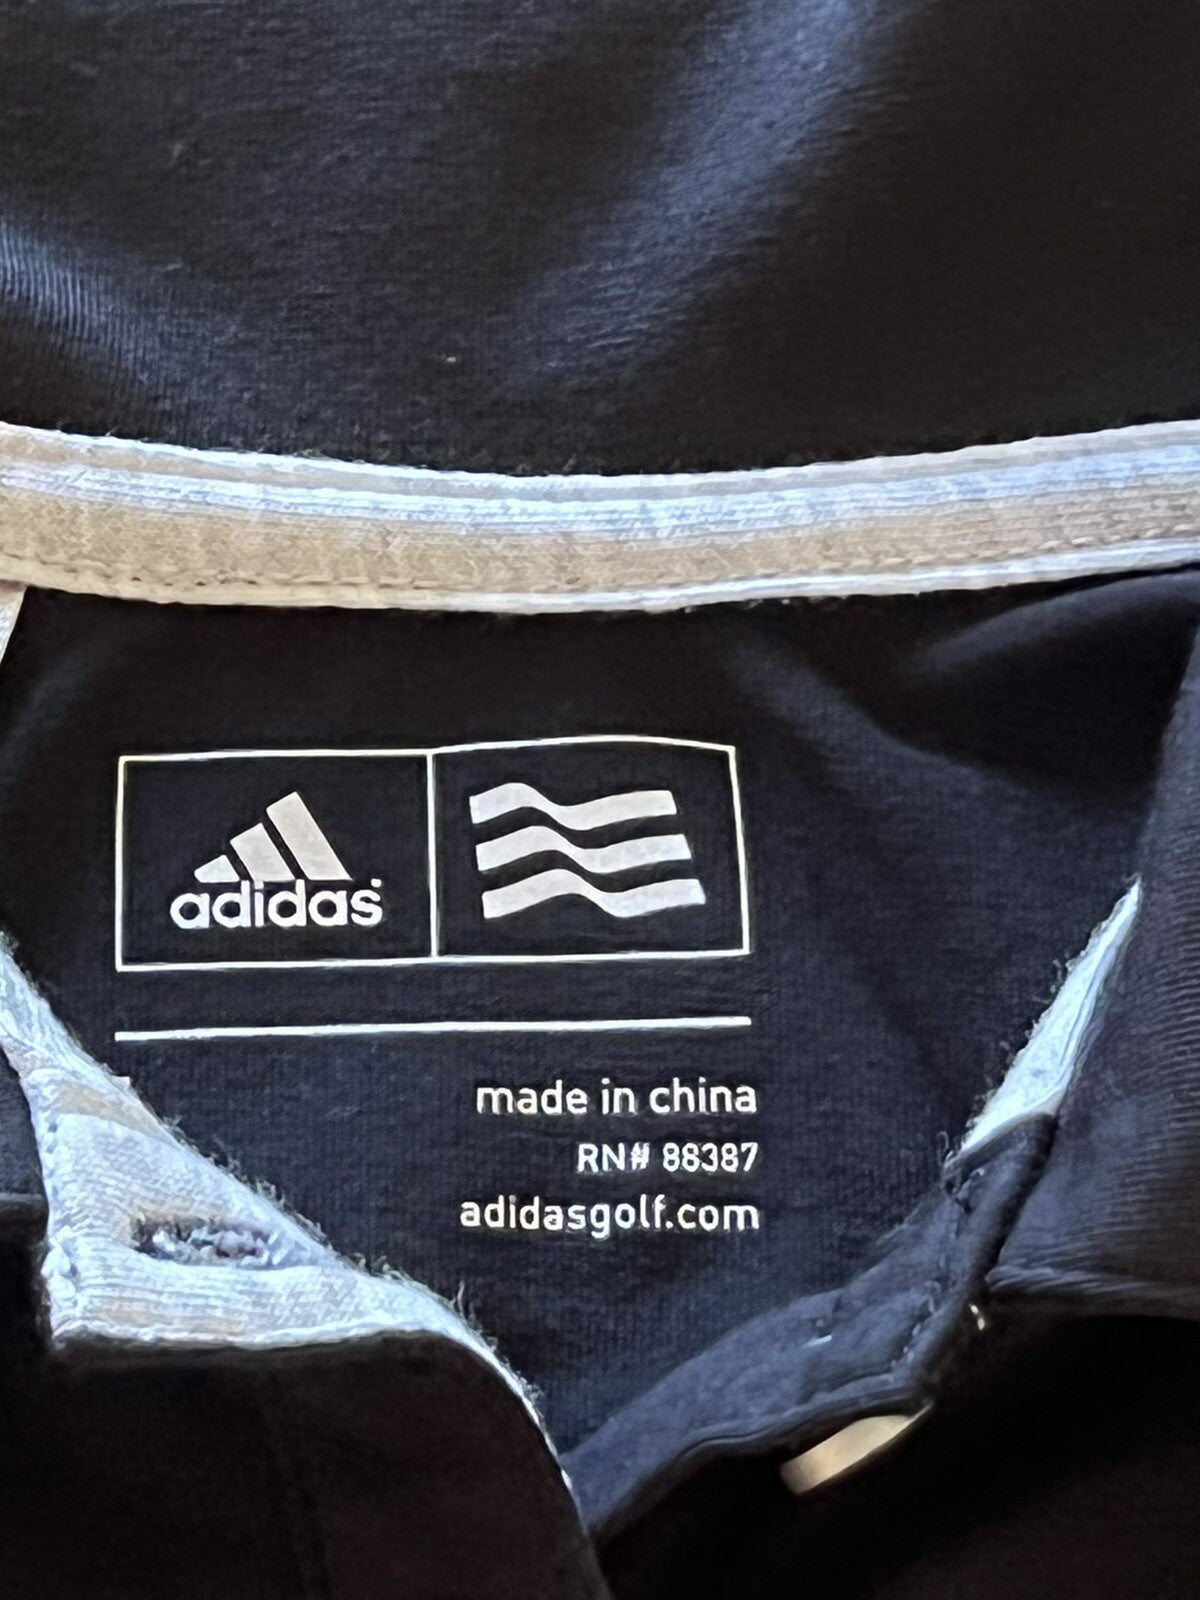 adidas
made in china
RN# 88387
adidasgolf.com